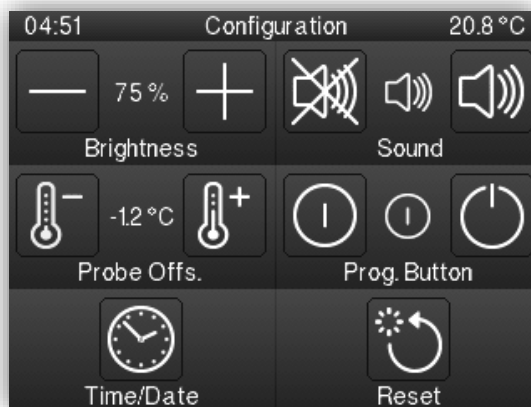 04:51 Configuration 20.8 °C
75 %
Brightness Sound
-1.2 °C
Probe Offs. Prog. Button
Time/Date Reset